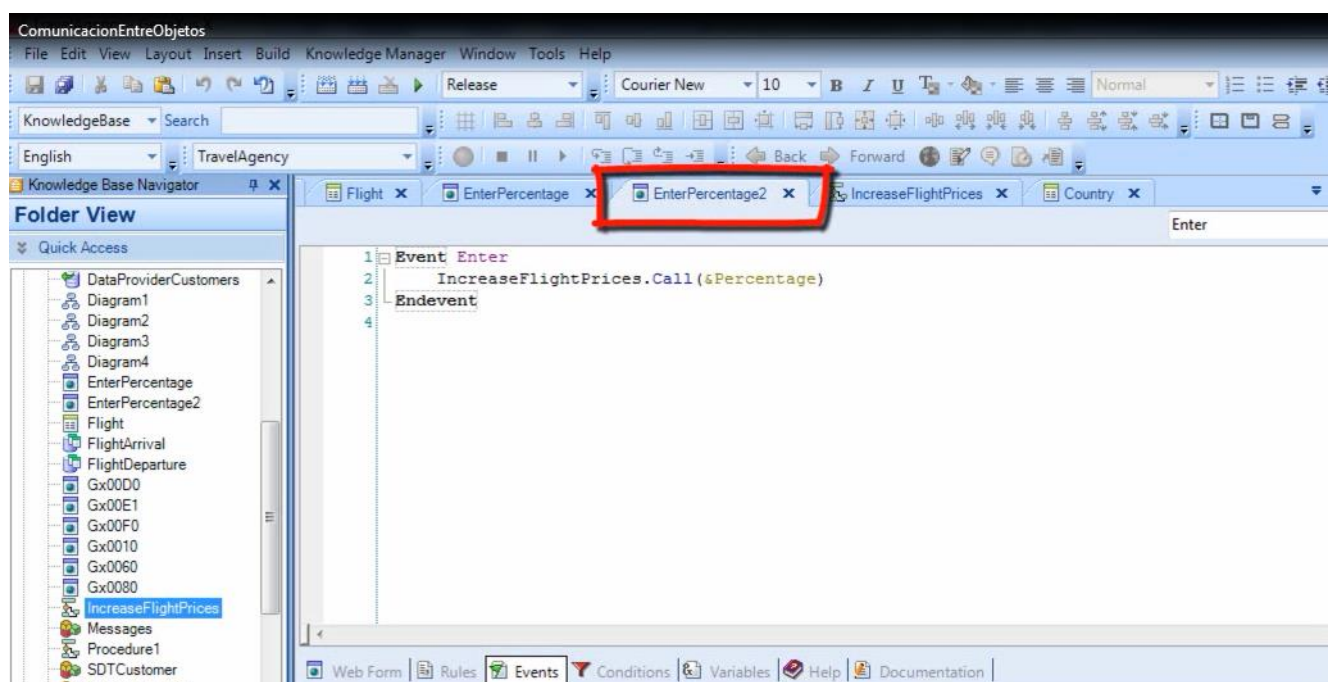 ComunicacionEntreObjetos
File Edit View Layout Insert Build Knowledge Manager Window Tools Help
Release Courier New 10 B I U Normal
KnowledgeBase Search
English TravelAgency Back Forward
Knowledge Base Navigator Flight EnterPercentage EnterPercentage2 IncreaseFlightPrices Country
Folder View
Enter
Quick Access
1 Event Enter
2 IncreaseFlightPrices.Call(&Percentage)
3 Endevent
4
DataProviderCustomers
Diagram1
Diagram2
Diagram3
Diagram4
EnterPercentage
EnterPercentage2
Flight
FlightArrival
FlightDeparture
Gx00D0
Gx00E1
Gx00F0
Gx0010
Gx0060
Gx0080
IncreaseFlightPrices
Messages
Procedure1
SDTCustomer
Web Form Rules Events Conditions Variables Help Documentation